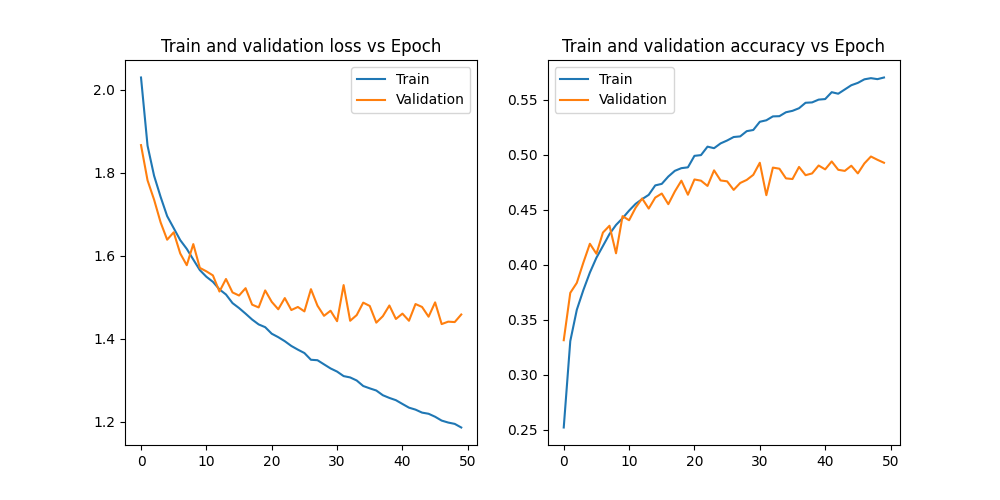 Train and validation loss vs Epoch
Train
Validation
2.0
1.8
1.6
1.4
1.2
0 10 20 30 40 50
Train and validation accuracy vs Epoch
Train
Validation
0.55
0.50
0.45
0.40
0.35
0.30
0.25
0 10 20 30 40 50